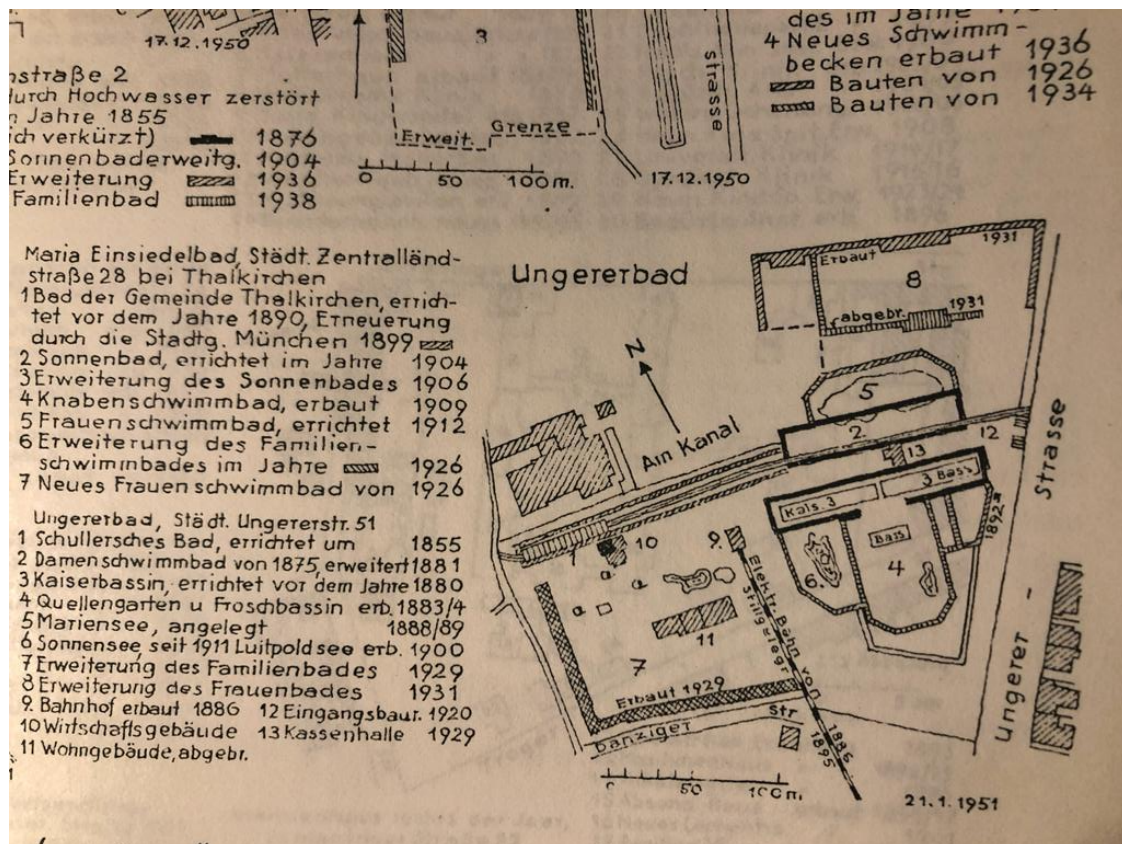 17.12.1950
3
Strasse
Erweit. Grenze
0 50 100m.
17.12.1950
des im Jahre
4 Neues Schwimm-
becken erbaut 1936
Bauten von 1926
Bauten von 1934
straße 2
durch Hochwasser zerstört
Jahre 1855
verkürzt) 1876
Sonnenbaderweitg. 1904
Erweiterung 1936
Familienbad 1938
Maria Einsiedelbad, Städt. Zentralländ-
straße 28 bei Thalkirchen
1 Bad der Gemeinde Thalkirchen, errich-
tet vor dem Jahre 1890, Erneuerung
durch die Stadtg. München 1899
2 Sonnenbad, errichtet im Jahre 1904
3 Erweiterung des Sonnenbades 1906
4 Knabenschwimmbad, erbaut 1909
5 Frauenschwimmbad, errichtet 1912
6 Erweiterung des Familien-
schwimmbades im Jahre 1926
7 Neues Frauenschwimmbad von 1926
Ungererbad, Städt. Ungererstr. 51
1 Schullersches Bad, errichtet um 1855
2 Damenschwimmbad von 1875, erweitert 1881
3 Kaiserbassin, errichtet vor dem Jahre 1880
4 Quellengarten u Froschbassin erb. 1883/4
5 Mariensee, angelegt 1888/89
6 Sonnensee, seit 1911 Luitpoldsee erb. 1900
7 Erweiterung des Familienbades 1929
8 Erweiterung des Frauenbades 1931
9. Bahnhof erbaut 1886 12 Eingangsbaur. 1920
10 Wirtschaftsgebäude 13 Kassenhalle 1929
11 Wohngebäude, abgebr.
Ungererbad
Erbaut 1931
8
abgebr. 1931
N
5
Am Kanal
2
12
13
3 Bass
Kais. 3
1892
Bass
4
6.
1
10
9.
a
a
a
11
7
Elektr. Bahn von 1886
Stillgelegt 1895
Erbaut 1929
Danziger Str
Ungerer - Strasse
0 50 100m.
21.1.1951